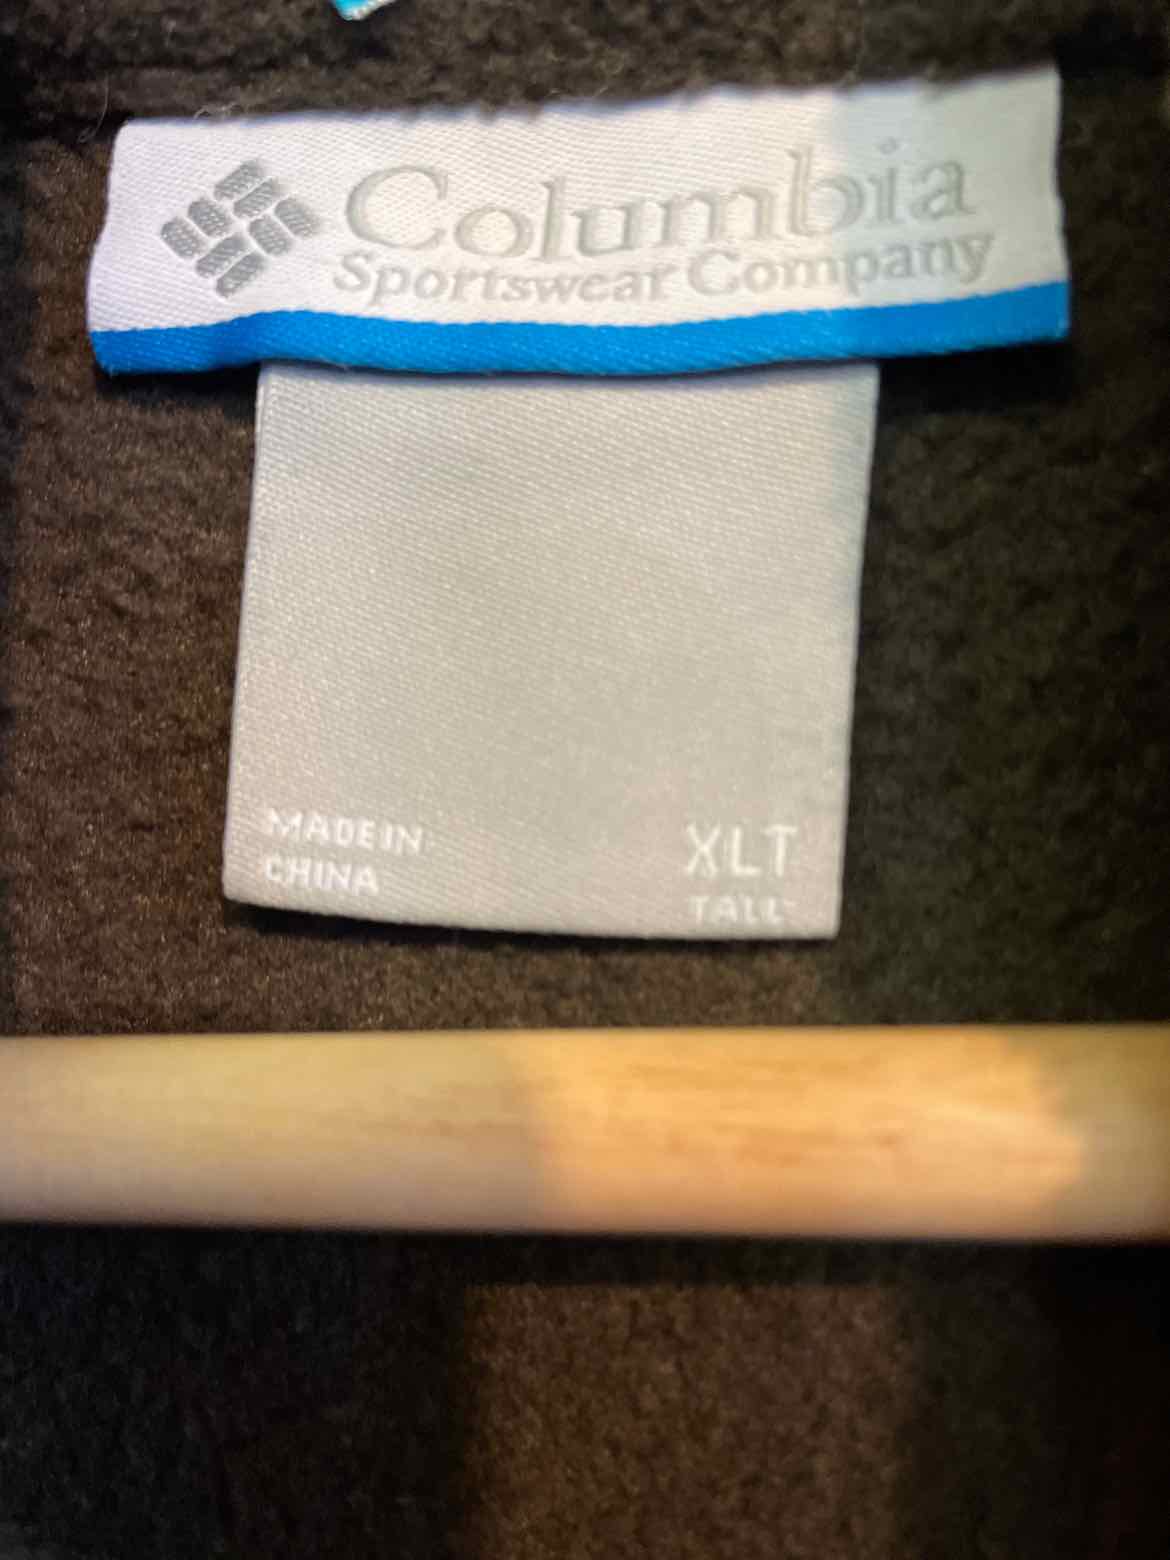 Columbia
Sportswear Company
MADE IN
CHINA
XLT
TALL